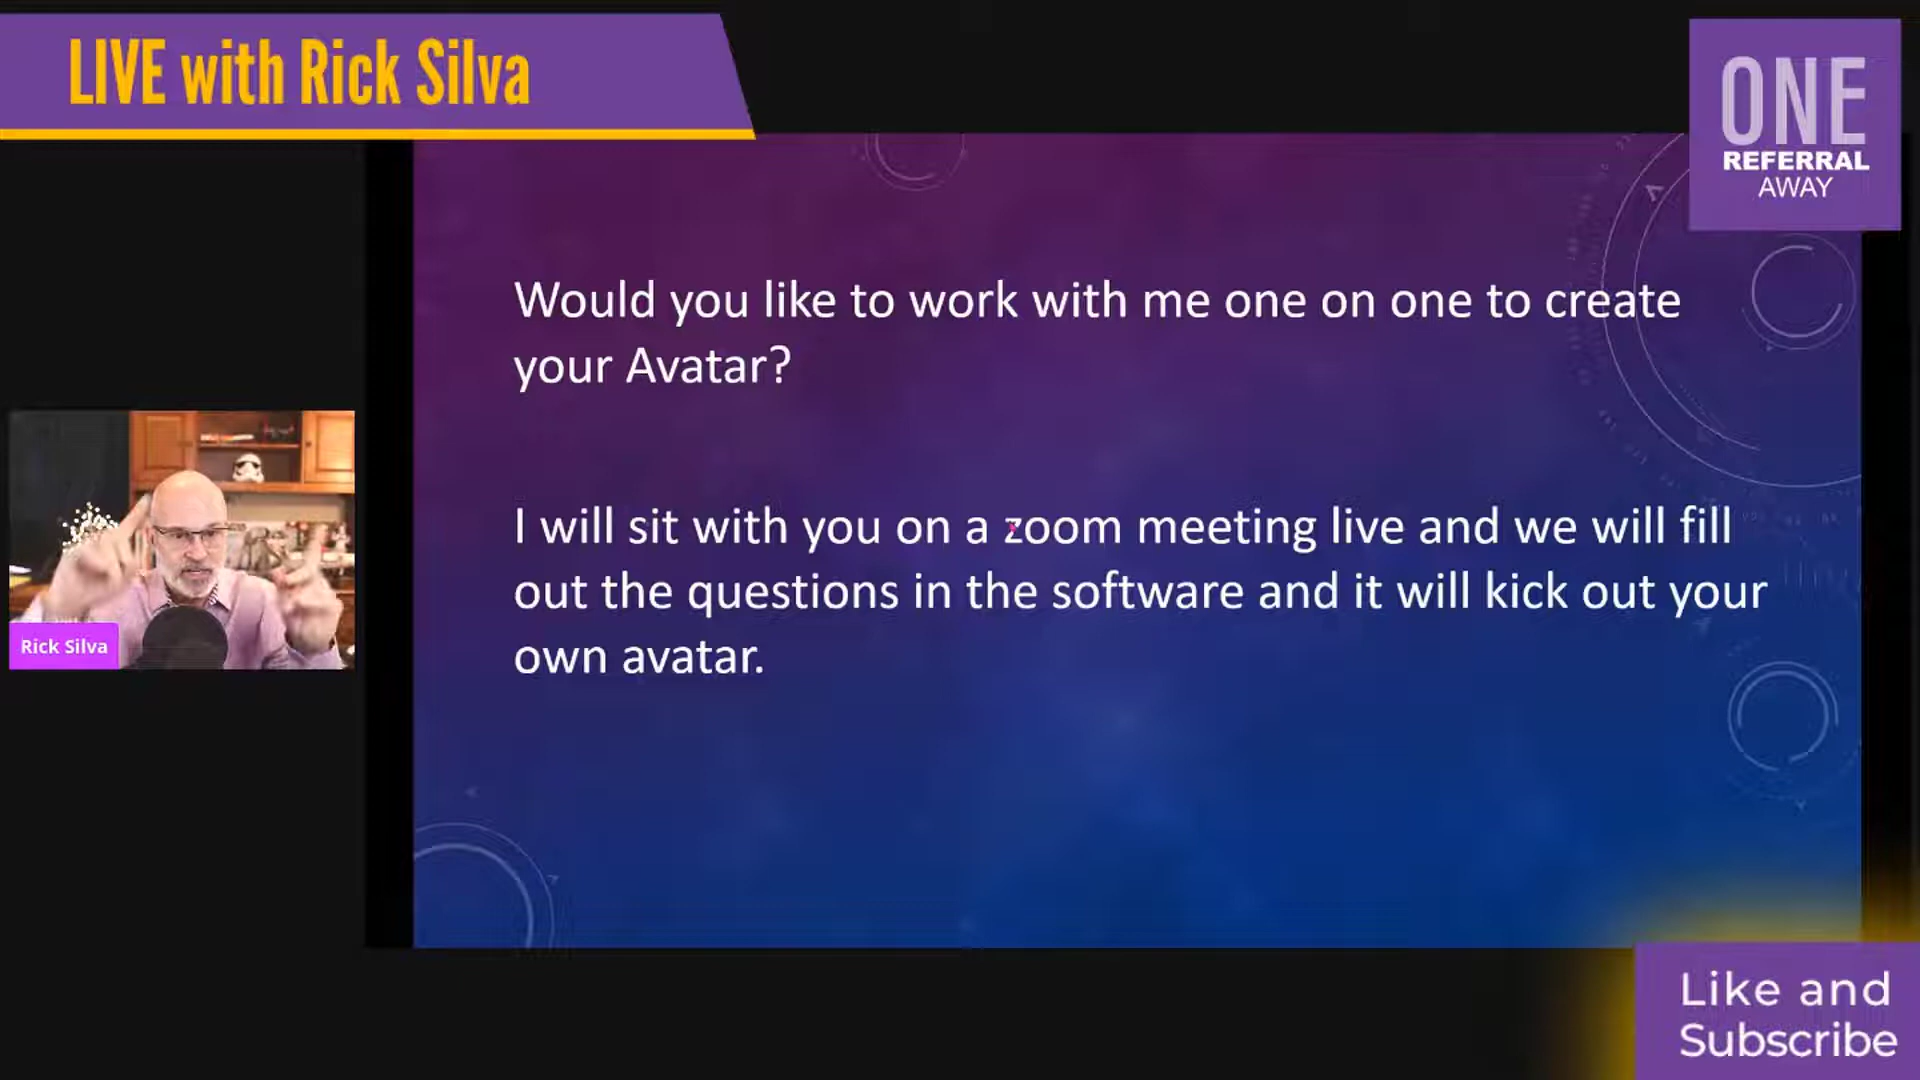 LIVE with Rick Silva
ONE
REFERRAL
AWAY
Would you like to work with me one on one to create
your Avatar?
I will sit with you on a zoom meeting live and we will fill
out the questions in the software and it will kick out your
own avatar.
Rick Silva
Like and
Subscribe